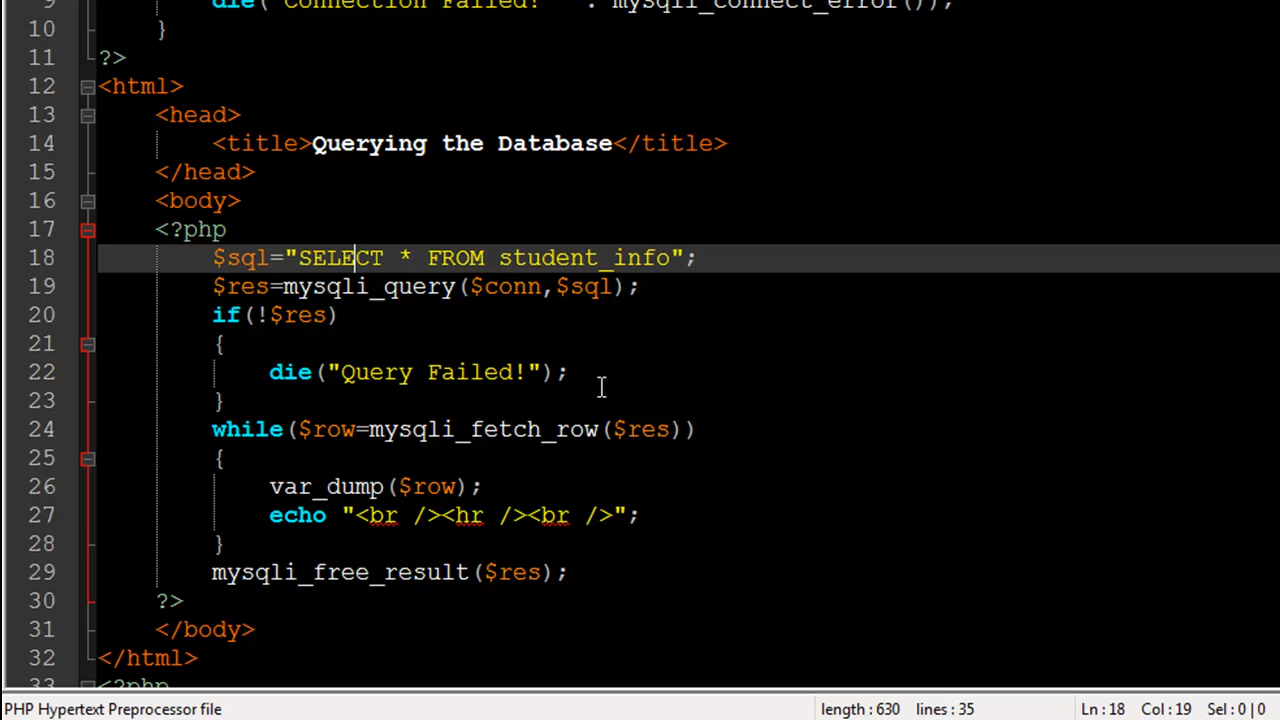 9 die("Connection Failed!" . mysqli_connect_error());
10 }
11 ?>
12 <html>
13 <head>
14 <title>Querying the Database</title>
15 </head>
16 <body>
17 <?php
18 $sql="SELECT * FROM student_info";
19 $res=mysqli_query($conn,$sql);
20 if(!$res)
21 {
22 die("Query Failed!");
23 }
24 while($row=mysqli_fetch_row($res))
25 {
26 var_dump($row);
27 echo "<br /><hr /><br />";
28 }
29 mysqli_free_result($res);
30 ?>
31 </body>
32 </html>
33 <?php
PHP Hypertext Preprocessor file length : 630 lines : 35 Ln : 18 Col : 19 Sel : 0 | 0